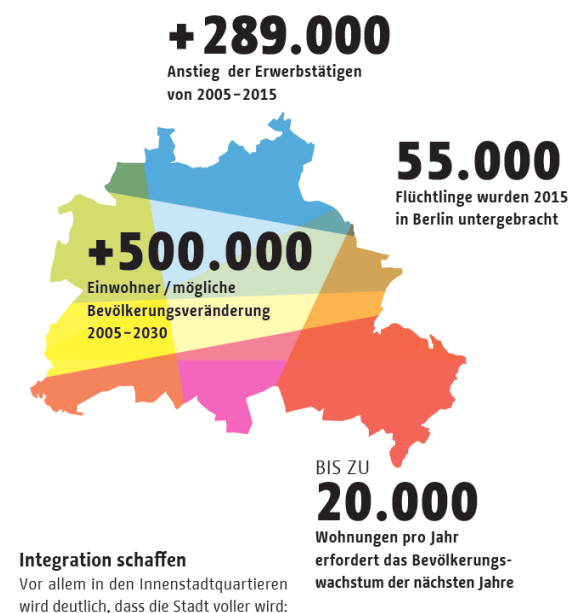 +289.000
Anstieg der Erwerbstätigen
von 2005–2015
55.000
Flüchtlinge wurden 2015
in Berlin untergebracht
+500.000
Einwohner / mögliche
Bevölkerungsveränderung
2005–2030
BIS ZU
20.000
Wohnungen pro Jahr
erfordert das Bevölkerungs-
wachstum der nächsten Jahre
Integration schaffen
Vor allem in den Innenstadtquartieren
wird deutlich, dass die Stadt voller wird: